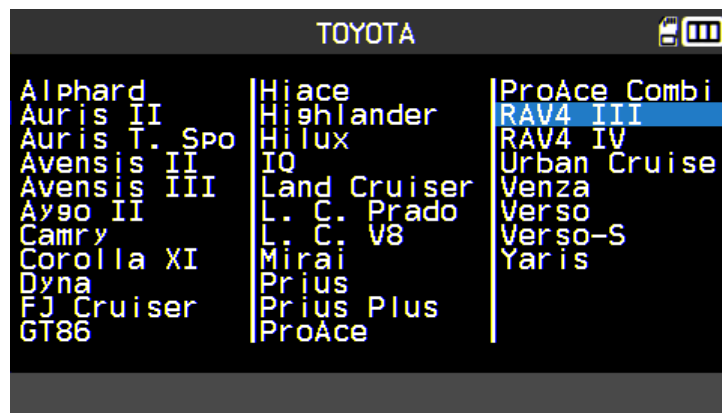 TOYOTA
Alphard
Auris II
Auris T. Spo
Avensis II
Avensis III
Aygo II
Camry
Corolla XI
Dyna
FJ Cruiser
GT86
Hiace
Highlander
Hilux
IQ
Land Cruiser
L. C. Prado
L. C. V8
Mirai
Prius
Prius Plus
ProAce
ProAce Combi
RAV4 III
RAV4 IV
Urban Cruise
Venza
Verso
Verso-S
Yaris